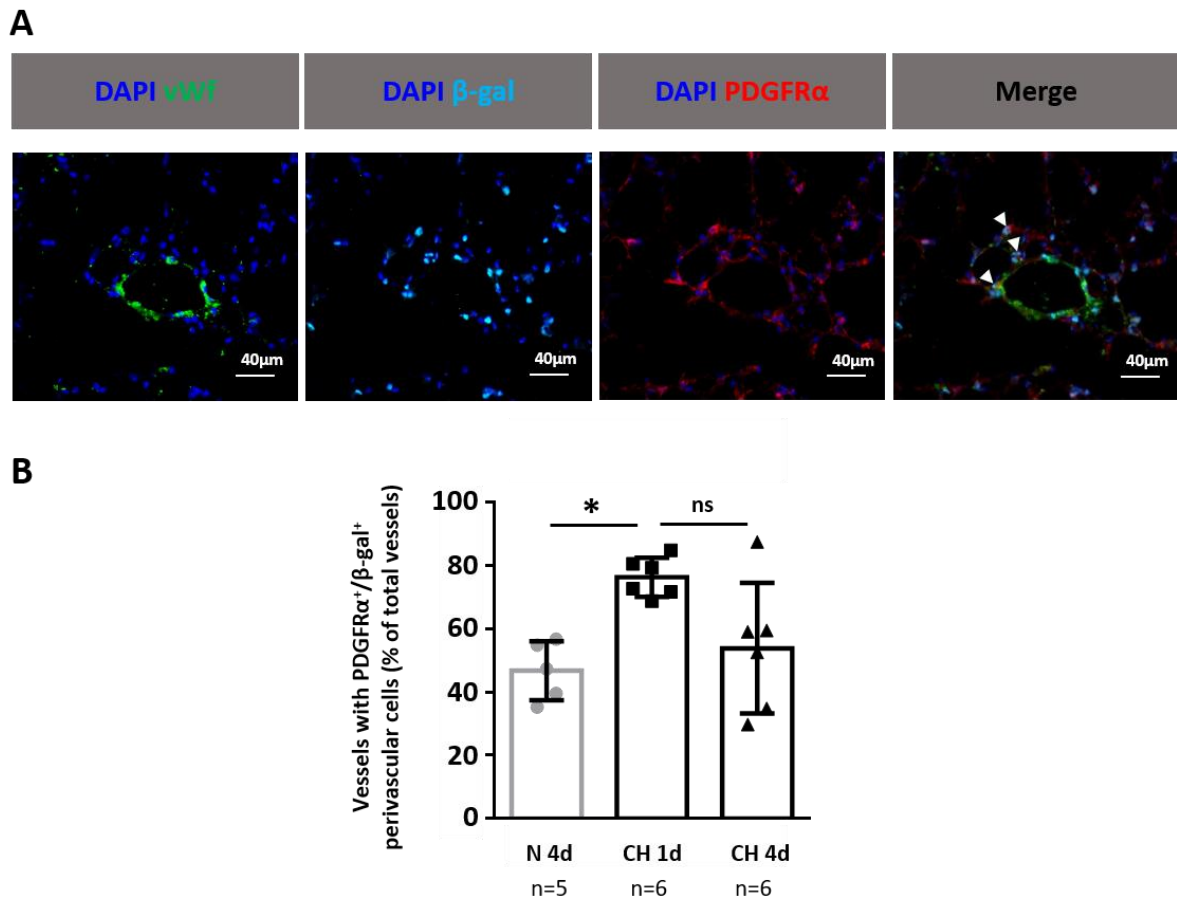 A
DAPI vWf
DAPI β-gal
DAPI PDGFRα
Merge
40μm
40μm
40μm
40μm
B
Vessels with PDGFRα⁺/β-gal⁺
perivascular cells (% of total vessels)
100
80
60
40
20
0
*
ns
N 4d
CH 1d
CH 4d
n=5
n=6
n=6